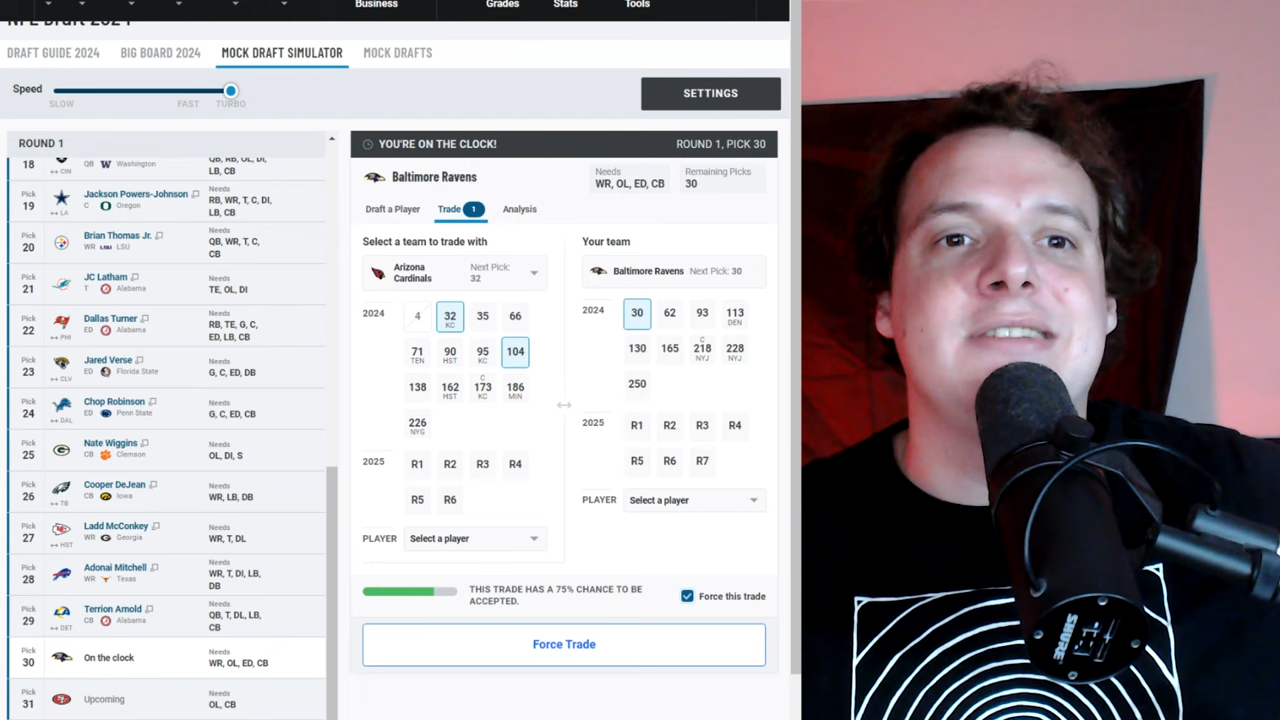 Business
Grades
Stats
Tools
NFL Draft 2024
DRAFT GUIDE 2024
BIG BOARD 2024
MOCK DRAFT SIMULATOR
MOCK DRAFTS
Speed
SLOW
FAST
TURBO
SETTINGS
ROUND 1
18
CIN
QB W Washington
QB, RB, OL, DI,
LB, CB
Pick
19
LA
Jackson Powers-Johnson
C Oregon
Needs
RB, WR, T, C, DI,
LB, CB
Pick
20
Brian Thomas Jr.
WR LSU LSU
Needs
QB, WR, T, C,
CB
Pick
21
JC Latham
T Alabama
Needs
TE, OL, DI
Pick
22
PHI
Dallas Turner
ED Alabama
Needs
RB, TE, G, C,
ED, LB, CB
Pick
23
CLV
Jared Verse
ED Florida State
Needs
G, C, ED, DB
Pick
24
DAL
Chop Robinson
ED Penn State
Needs
G, C, ED, CB
Pick
25
Nate Wiggins
CB Clemson
Needs
OL, DI, S
Pick
26
TB
Cooper DeJean
CB Iowa
Needs
WR, LB, DB
Pick
27
HST
Ladd McConkey
WR Georgia
Needs
WR, T, DL
Pick
28
Adonai Mitchell
WR Texas
Needs
WR, T, DI, LB,
DB
Pick
29
DET
Terrion Arnold
CB Alabama
Needs
QB, T, DL, LB,
CB
Pick
30
On the clock
Needs
WR, OL, ED, CB
Pick
31
Upcoming
Needs
OL, CB
YOU'RE ON THE CLOCK!
ROUND 1, PICK 30
Baltimore Ravens
Needs
WR, OL, ED, CB
Remaining Picks
30
Draft a Player
Trade 1
Analysis
Select a team to trade with
Arizona
Cardinals
Next Pick:
32
2024
4 32 35 66
KC
71 90 95 104
TEN HST KC
C
138 162 173 186
HST KC MIN
226
NYG
2025
R1 R2 R3 R4
R5 R6
PLAYER
Select a player
Your team
Baltimore Ravens Next Pick: 30
2024
30 62 93 113
DEN
C
130 165 218 228
NYJ NYJ
250
2025
R1 R2 R3 R4
R5 R6 R7
PLAYER
Select a player
THIS TRADE HAS A 75% CHANCE TO BE
ACCEPTED.
Force this trade
Force Trade
SHURE